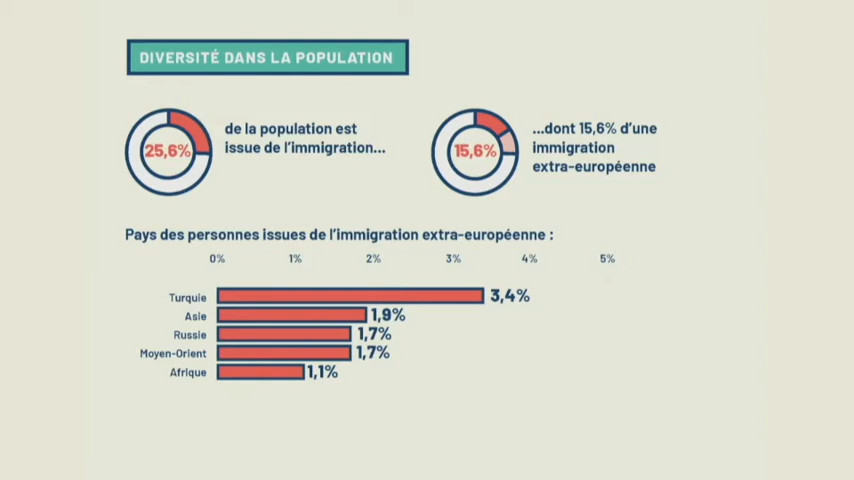 DIVERSITÉ DANS LA POPULATION
25,6%
de la population est
issue de l'immigration...
15,6%
...dont 15,6% d'une
immigration
extra-européenne
Pays des personnes issues de l'immigration extra-européenne :
0% 1% 2% 3% 4% 5%
Turquie 3,4%
Asie 1,9%
Russie 1,7%
Moyen-Orient 1,7%
Afrique 1,1%